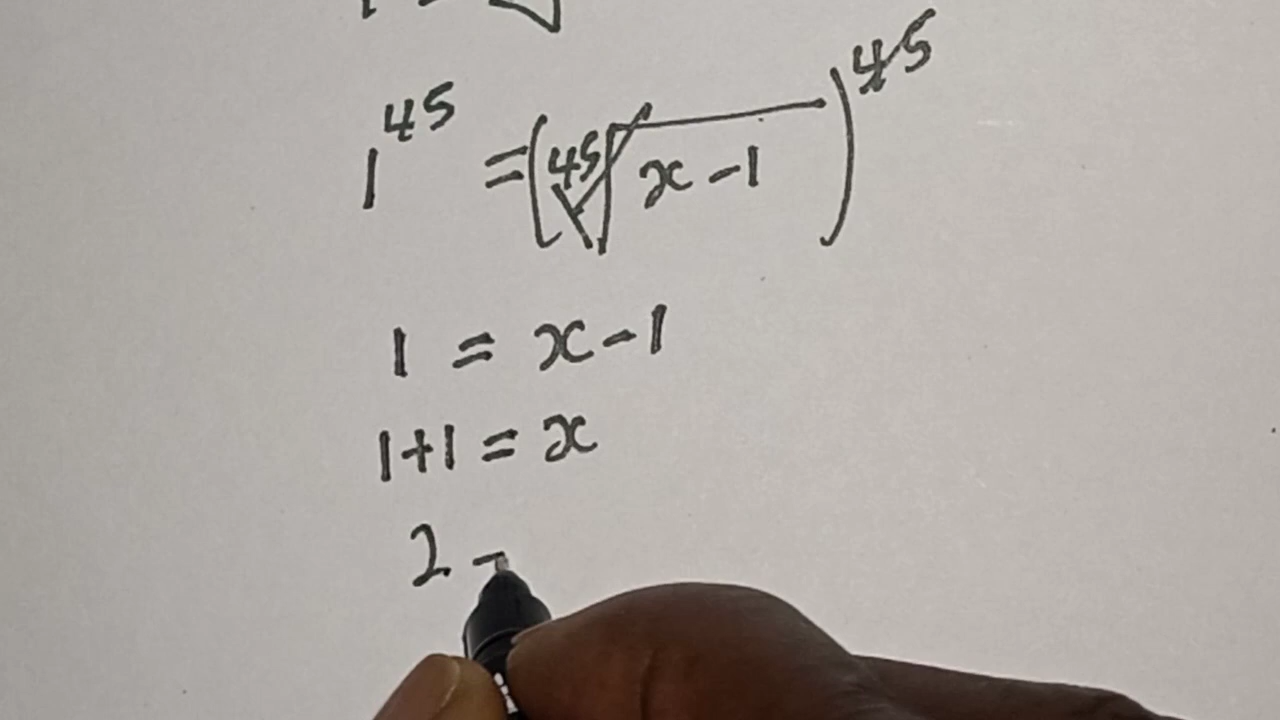 1^45 = (⁴⁵√(x-1))^45
1 = x-1
1+1 = x
2 -